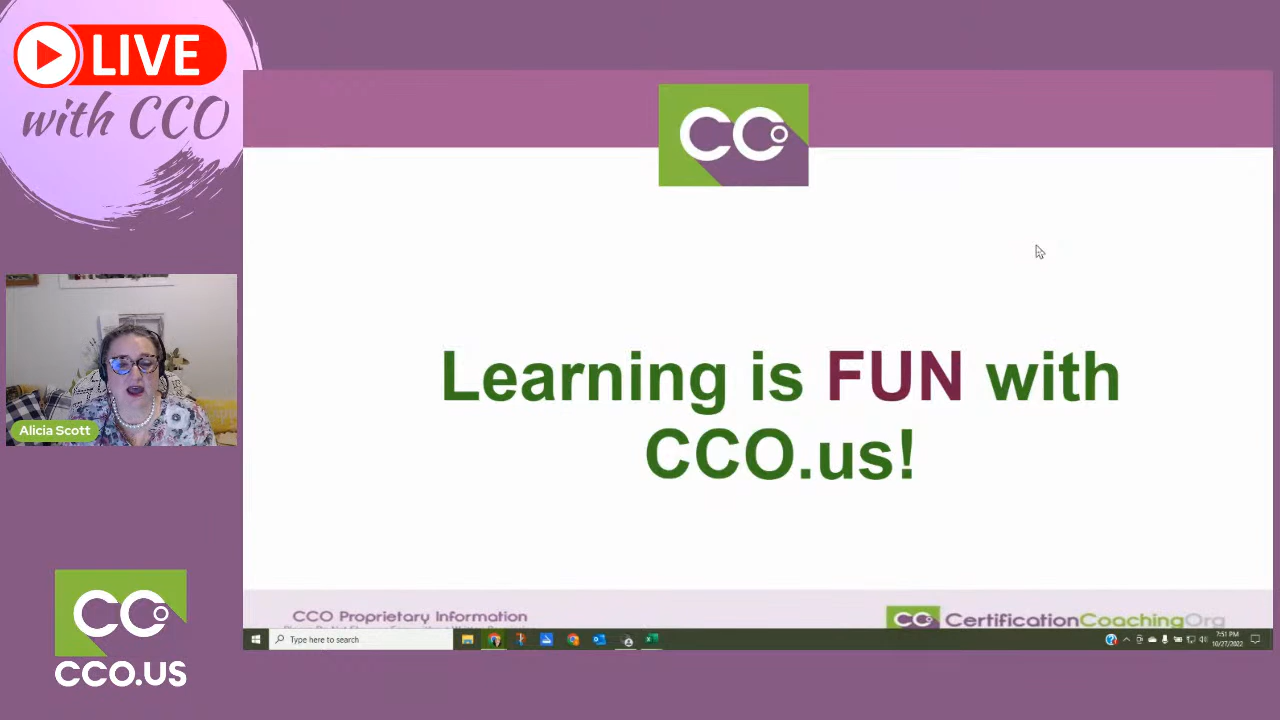 LIVE
with CCO
CCO
Learning is FUN with
CCO.us!
Alicia Scott
CCO
CCO.US
CCO Proprietary Information
CCO
CertificationCoachingOrg
Type here to search
7:51 PM
10/27/2022